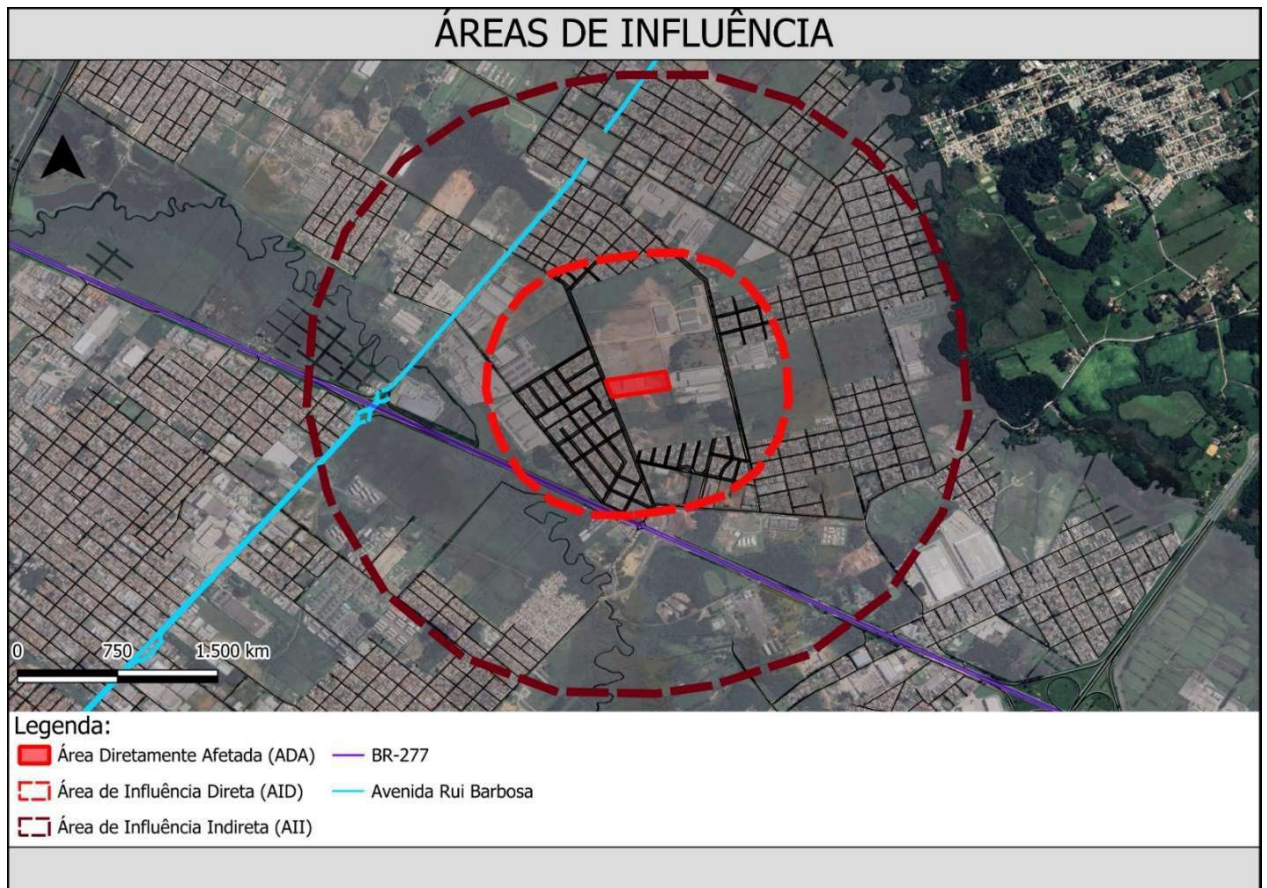 ÁREAS DE INFLUÊNCIA
0 750 1.500 km
Legenda:
Área Diretamente Afetada (ADA) BR-277
Área de Influência Direta (AID) Avenida Rui Barbosa
Área de Influência Indireta (AII)